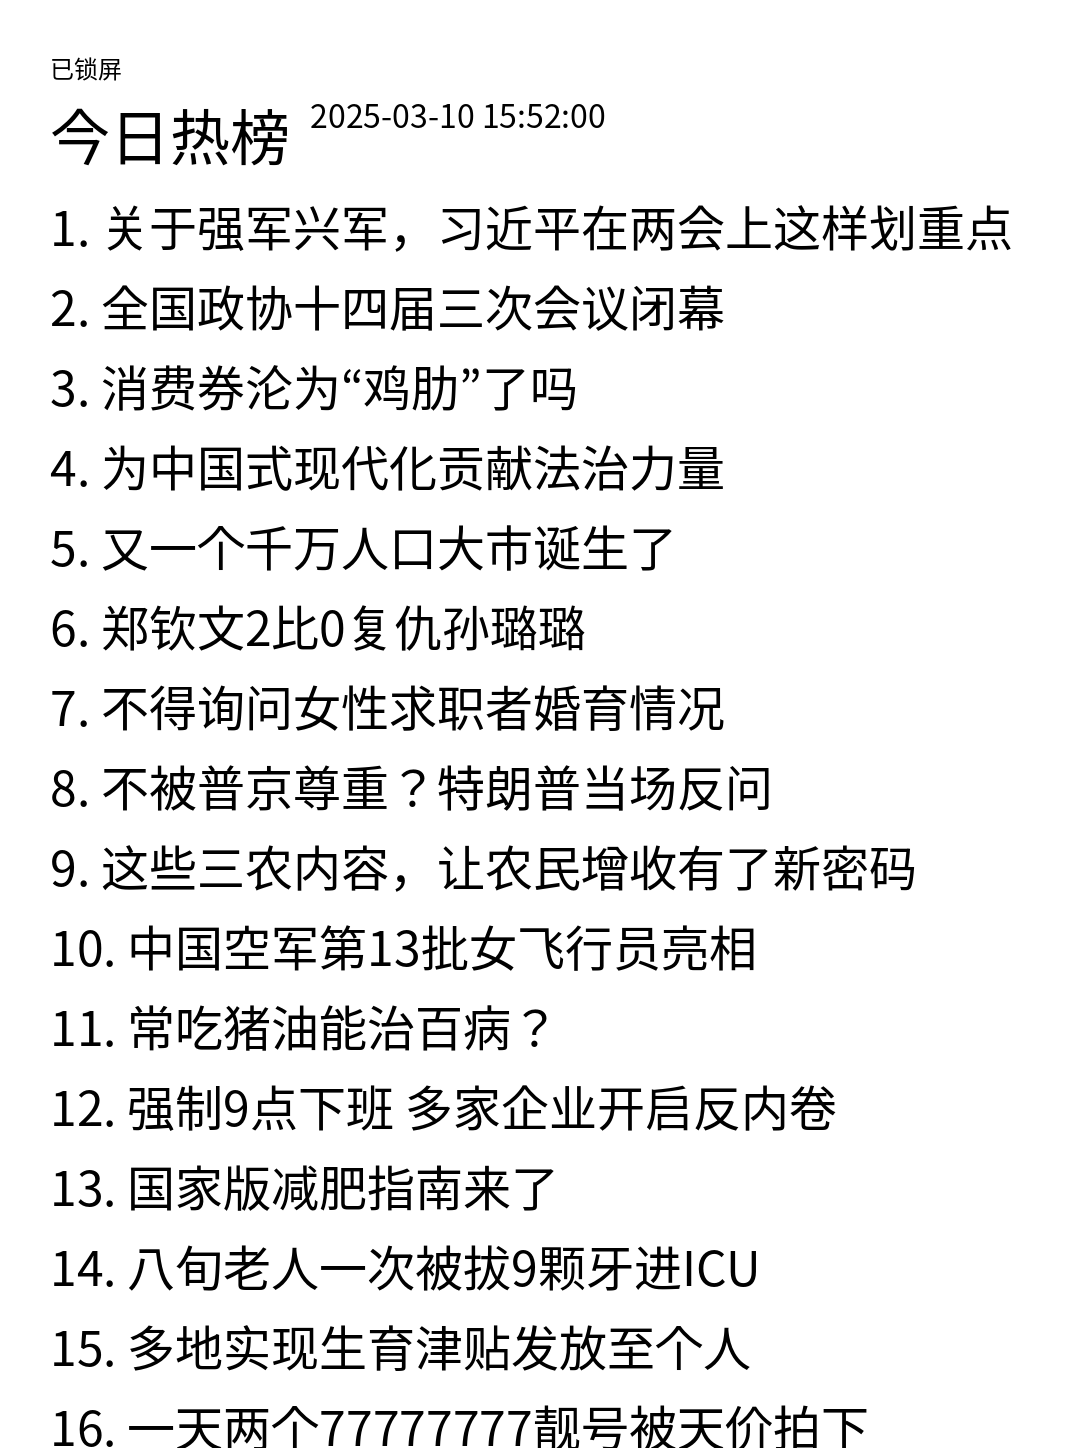 已锁屏
今日热榜 2025-03-10 15:52:00
1. 关于强军兴军，习近平在两会上这样划重点
2. 全国政协十四届三次会议闭幕
3. 消费券沦为“鸡肋”了吗
4. 为中国式现代化贡献法治力量
5. 又一个千万人口大市诞生了
6. 郑钦文2比0复仇孙璐璐
7. 不得询问女性求职者婚育情况
8. 不被普京尊重？特朗普当场反问
9. 这些三农内容，让农民增收有了新密码
10. 中国空军第13批女飞行员亮相
11. 常吃猪油能治百病？
12. 强制9点下班 多家企业开启反内卷
13. 国家版减肥指南来了
14. 八旬老人一次被拔9颗牙进ICU
15. 多地实现生育津贴发放至个人
16. 一天两个77777777靓号被天价拍下